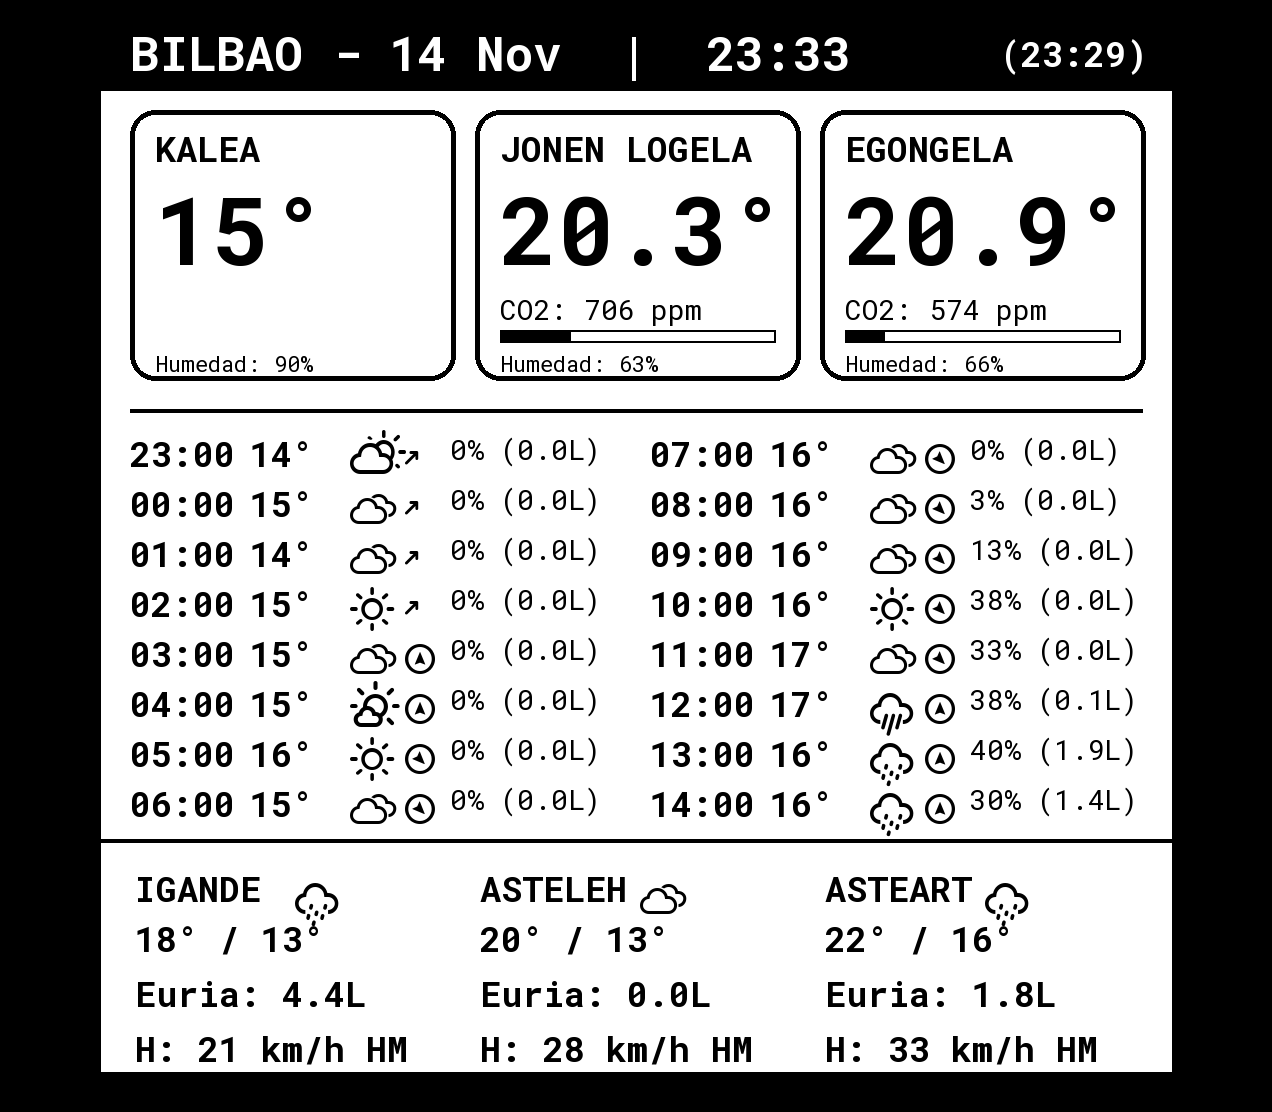 BILBAO - 14 Nov | 23:33 (23:29)
KALEA
15°
Humedad: 90%
JONEN LOGELA
20.3°
CO2: 706 ppm
Humedad: 63%
EGONGELA
20.9°
CO2: 574 ppm
Humedad: 66%
23:00 14° 0% (0.0L)
00:00 15° 0% (0.0L)
01:00 14° 0% (0.0L)
02:00 15° 0% (0.0L)
03:00 15° 0% (0.0L)
04:00 15° 0% (0.0L)
05:00 16° 0% (0.0L)
06:00 15° 0% (0.0L)
07:00 16° 0% (0.0L)
08:00 16° 3% (0.0L)
09:00 16° 13% (0.0L)
10:00 16° 38% (0.0L)
11:00 17° 33% (0.0L)
12:00 17° 38% (0.1L)
13:00 16° 40% (1.9L)
14:00 16° 30% (1.4L)
IGANDE
18° / 13°
Euria: 4.4L
H: 21 km/h HM
ASTELEH
20° / 13°
Euria: 0.0L
H: 28 km/h HM
ASTEART
22° / 16°
Euria: 1.8L
H: 33 km/h HM